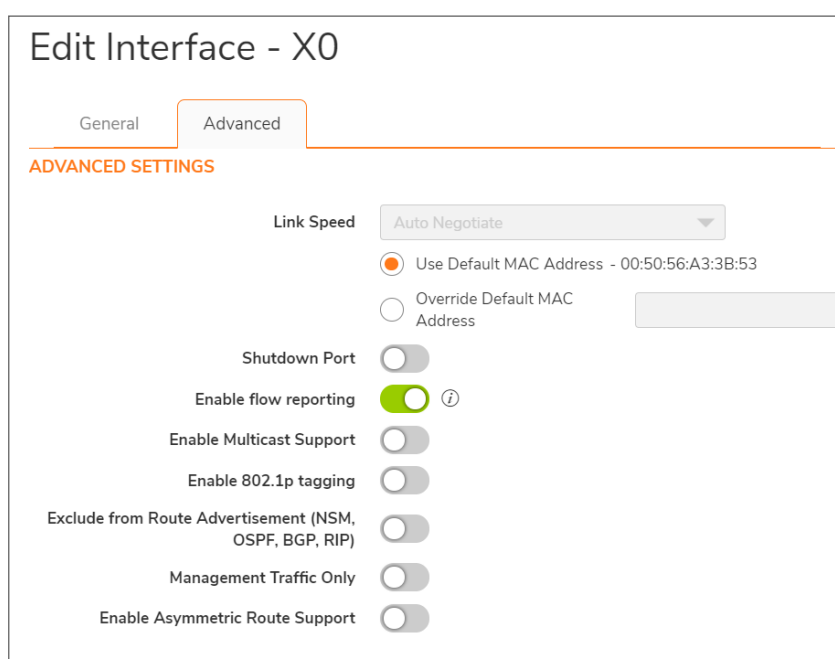 Edit Interface - X0
General
Advanced
ADVANCED SETTINGS
Link Speed
Auto Negotiate
Use Default MAC Address - 00:50:56:A3:3B:53
Override Default MAC
Address
Shutdown Port
Enable flow reporting
i
Enable Multicast Support
Enable 802.1p tagging
Exclude from Route Advertisement (NSM,
OSPF, BGP, RIP)
Management Traffic Only
Enable Asymmetric Route Support